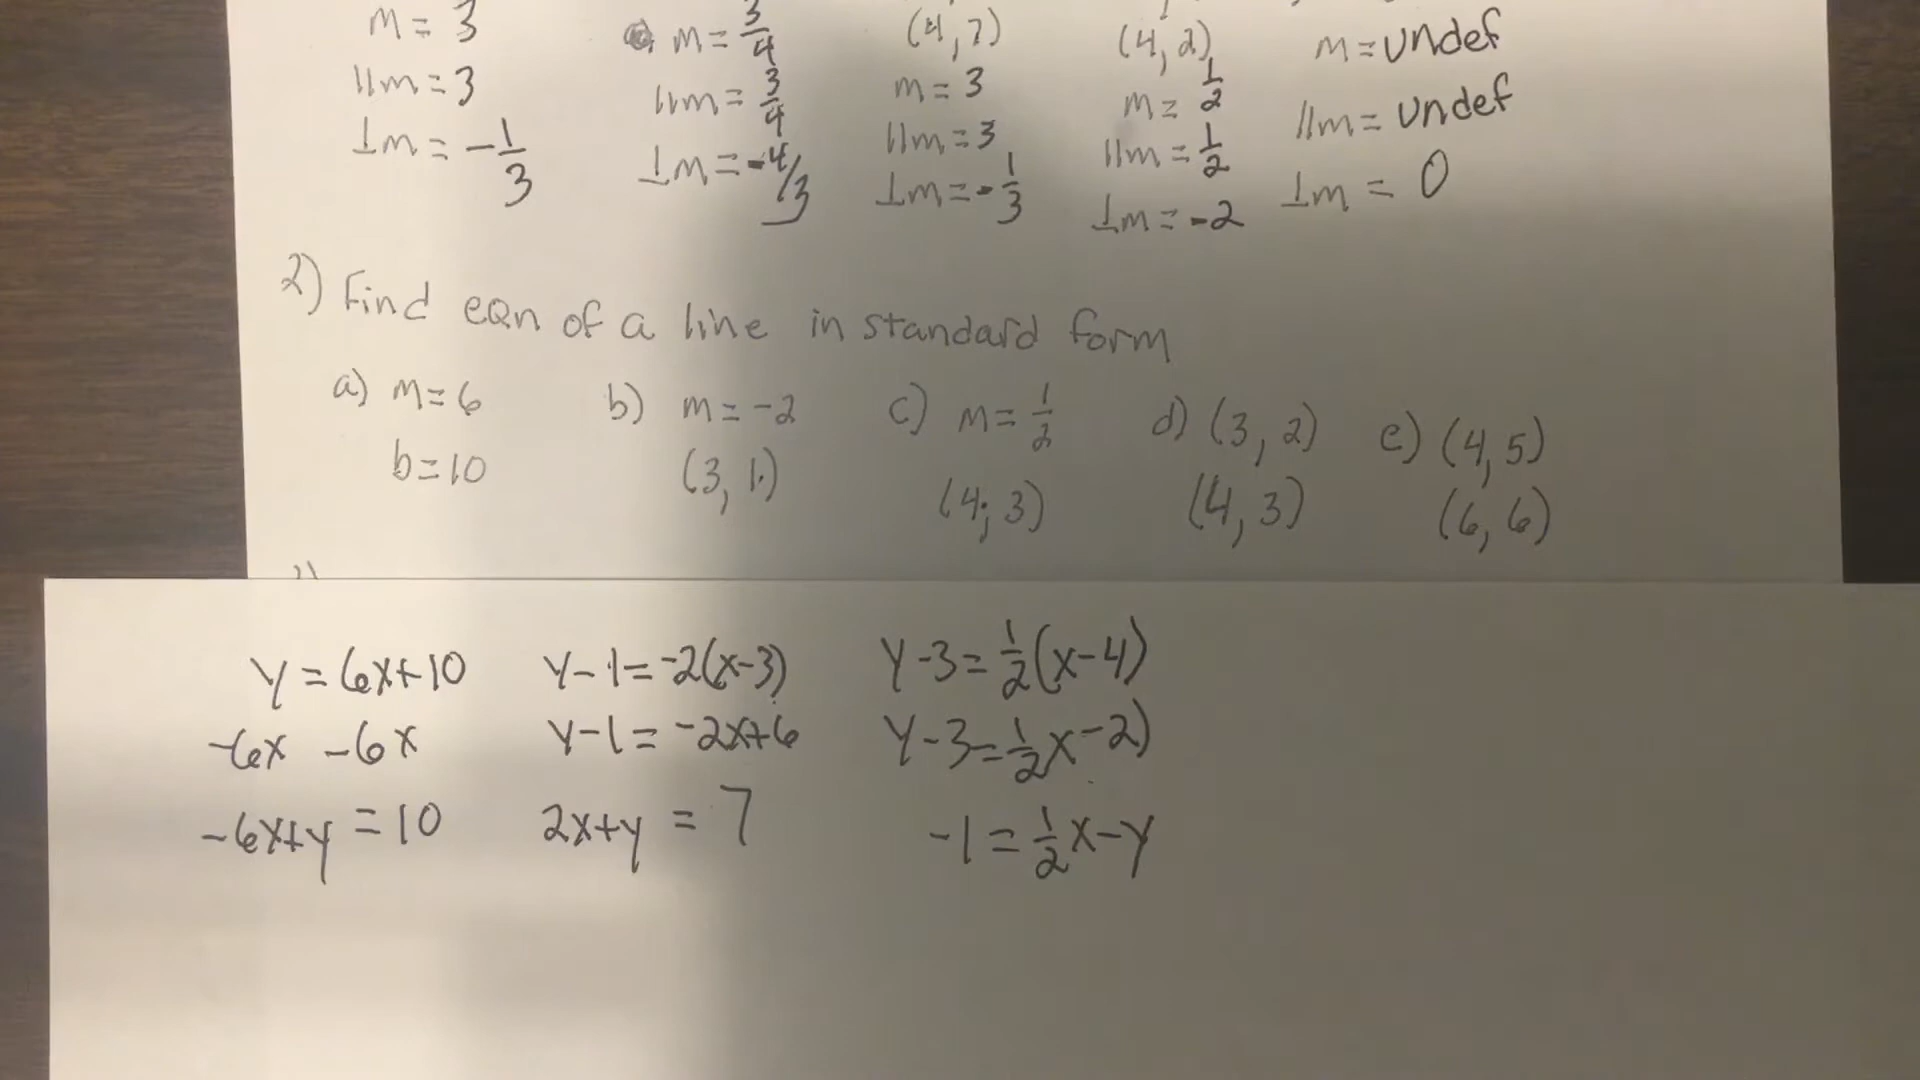 m = 3
||m = 3
⊥m = -1/3
m = 3/4
||m = 3/4
⊥m = -4/3
(4,7)
m = 3
||m = 3
⊥m = -1/3
(4,2)
m = 1/2
||m = 1/2
⊥m = -2
m = undef
||m = undef
⊥m = 0
2) Find eqn of a line in standard form
a) m = 6
b = 10
b) m = -2
(3, 1)
c) m = 1/2
(4, 3)
d) (3, 2)
(4, 3)
e) (4, 5)
(6, 6)
y = 6x+10
-6x -6x
-6x+y = 10
y-1 = -2(x-3)
y-1 = -2x+6
2x+y = 7
y-3 = 1/2(x-4)
y-3 = 1/2x-2)
-1 = 1/2x-y